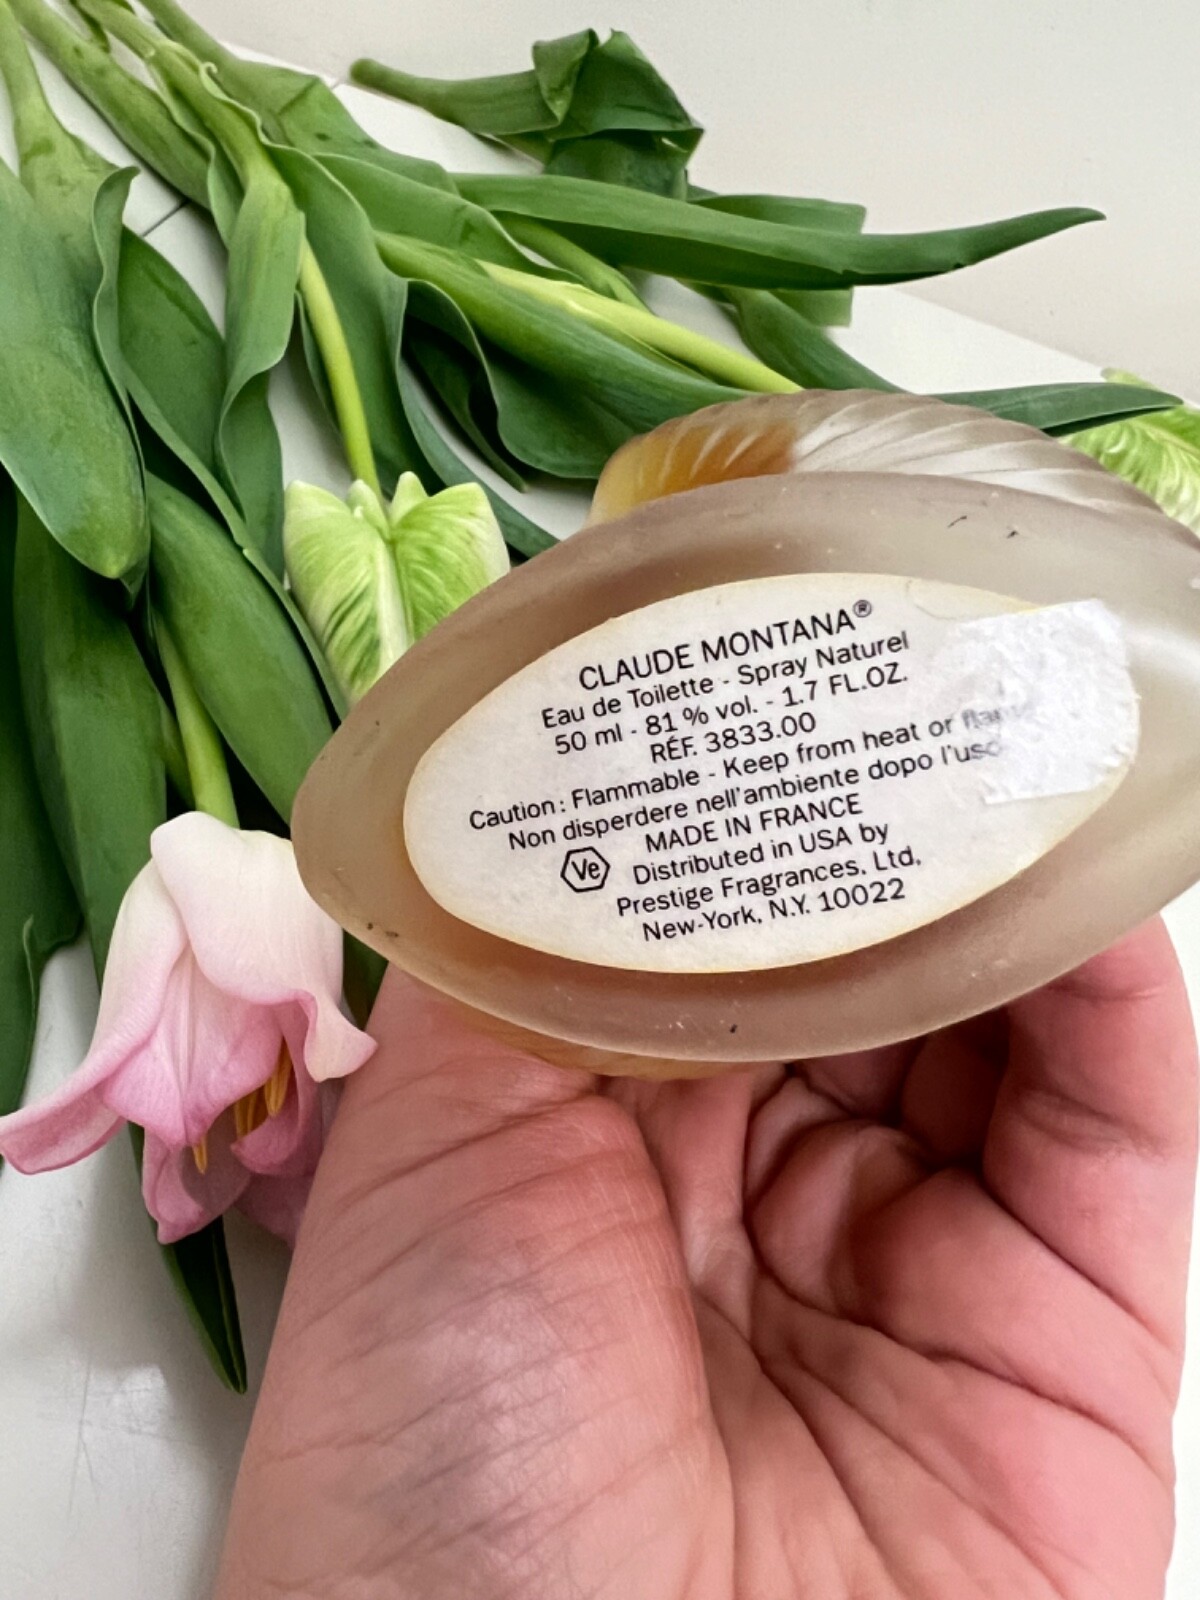 CLAUDE MONTANA®
Eau de Toilette - Spray Naturel
50 ml - 81 % vol. - 1.7 FL.OZ.
RÉF. 3833.00
Caution : Flammable - Keep from heat or flame
Non disperdere nell'ambiente dopo l'uso
MADE IN FRANCE
Ve Distributed in USA by
Prestige Fragrances, Ltd,
New-York, N.Y. 10022